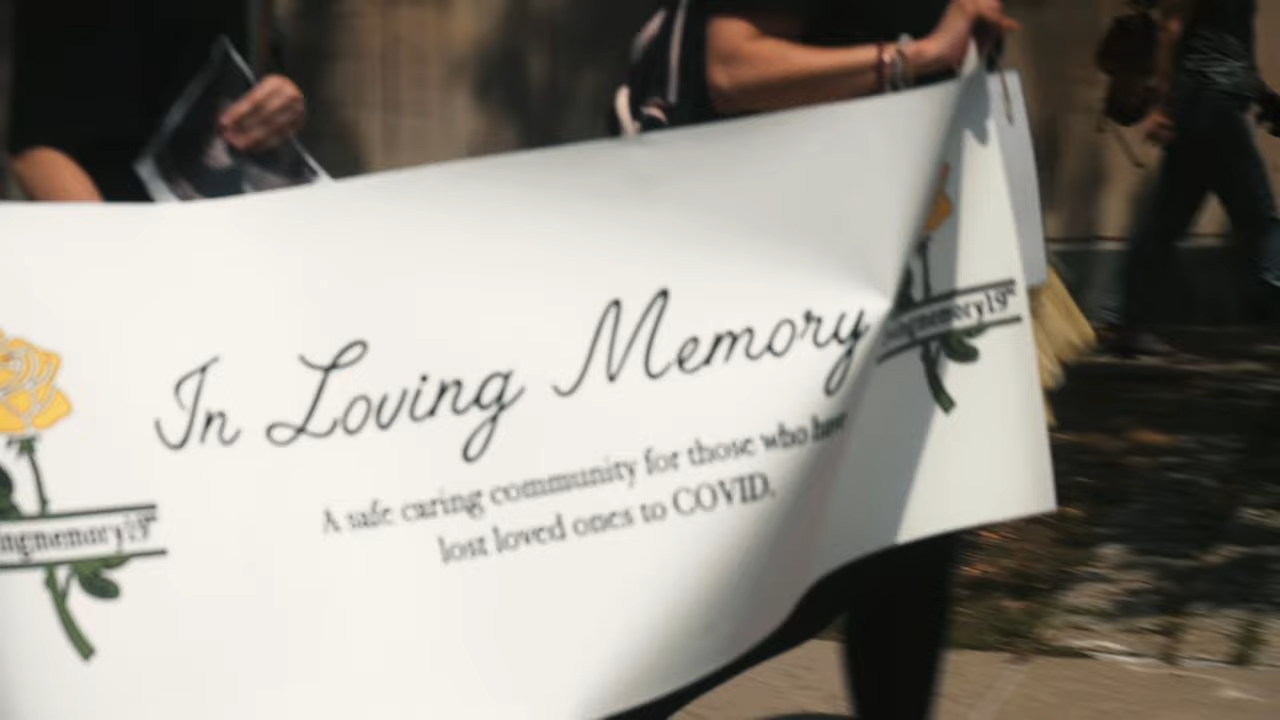 In Loving Memory
A safe caring community for those who have
lost loved ones to COVID.